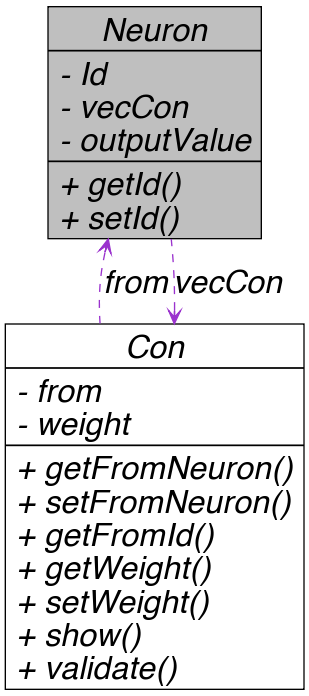 Neuron
- Id
- vecCon
- outputValue
+ getId()
+ setId()
from vecCon
Con
- from
- weight
+ getFromNeuron()
+ setFromNeuron()
+ getFromId()
+ getWeight()
+ setWeight()
+ show()
+ validate()